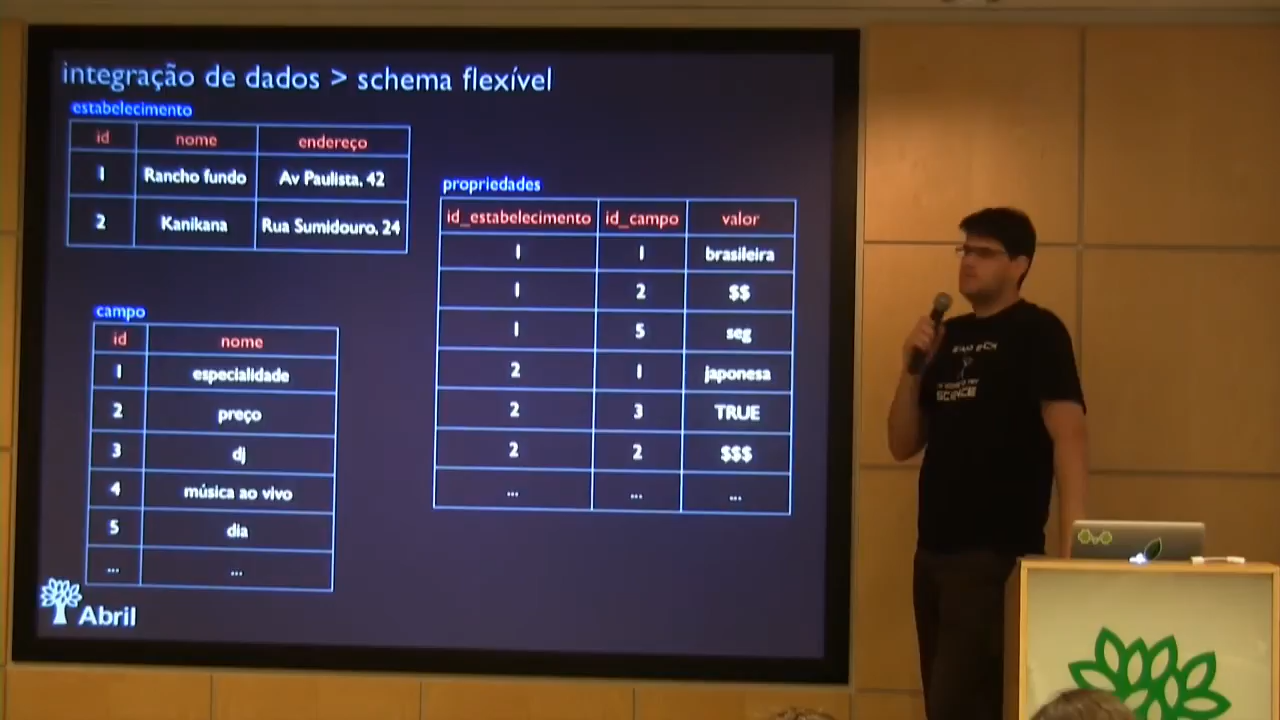 integração de dados > schema flexível
estabelecimento
id nome endereço
1 Rancho fundo Av Paulista, 42
2 Kanikana Rua Sumidouro, 24
propriedades
id_estabelecimento id_campo valor
1 1 brasileira
1 2 $$
1 5 seg
2 1 japonesa
2 3 TRUE
2 2 $$$
... ... ...
campo
id nome
1 especialidade
2 preço
3 dj
4 música ao vivo
5 dia
... ...
Abril
SCIENCE